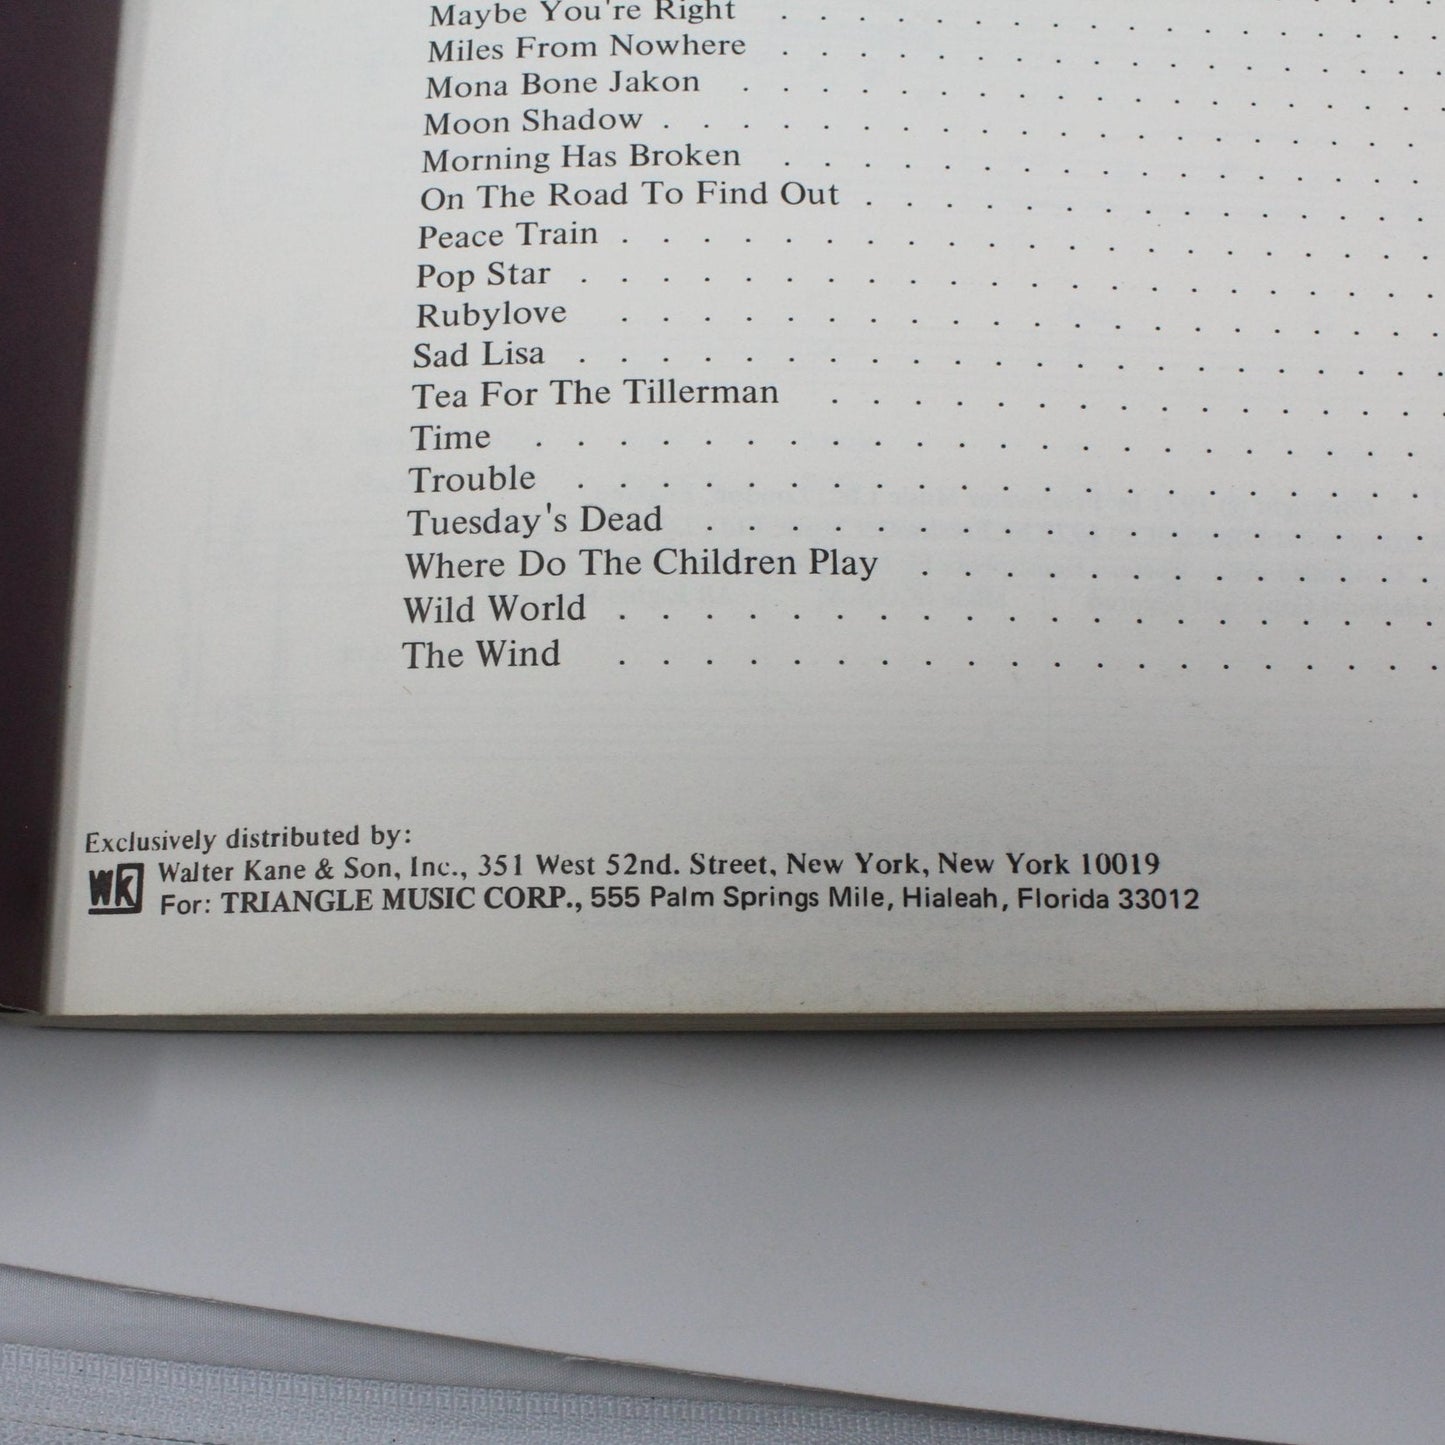 Maybe You're Right . . . . . . . . . . . . . . . . .
Miles From Nowhere . . . . . . . . . . . . . . . . .
Mona Bone Jakon . . . . . . . . . . . . . . . . . .
Moon Shadow . . . . . . . . . . . . . . . . . . . .
Morning Has Broken . . . . . . . . . . . . . . . . .
On The Road To Find Out . . . . . . . . . . . . . . .
Peace Train . . . . . . . . . . . . . . . . . . . . .
Pop Star . . . . . . . . . . . . . . . . . . . . . .
Rubylove . . . . . . . . . . . . . . . . . . . . .
Sad Lisa . . . . . . . . . . . . . . . . . . . . . .
Tea For The Tillerman . . . . . . . . . . . . . . . .
Time . . . . . . . . . . . . . . . . . . . . . .
Trouble . . . . . . . . . . . . . . . . . . . . .
Tuesday's Dead . . . . . . . . . . . . . . . . . .
Where Do The Children Play . . . . . . . . . . . . .
Wild World . . . . . . . . . . . . . . . . . . . .
The Wind . . . . . . . . . . . . . . . . . . . .
Exclusively distributed by:
WK Walter Kane & Son, Inc., 351 West 52nd. Street, New York, New York 10019
For: TRIANGLE MUSIC CORP., 555 Palm Springs Mile, Hialeah, Florida 33012